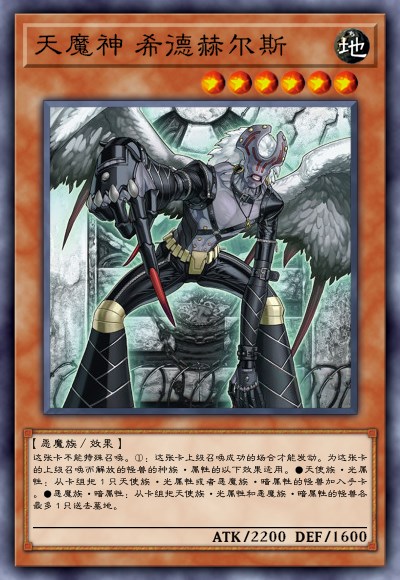 天魔神 希德赫尔斯
地
【恶魔族/效果】
这张卡不能特殊召唤。①：这张卡上级召唤成功的场合才能发动。为这张卡
的上级召唤而解放的怪兽的种族·属性的以下效果适用。●天使族·光属
性：从卡组把1只天使族·光属性或者恶魔族·暗属性的怪兽加入手卡
。●恶魔族·暗属性：从卡组把天使族·光属性和恶魔族·暗属性的怪兽各
最多1只送去墓地。
ATK/2200 DEF/1600